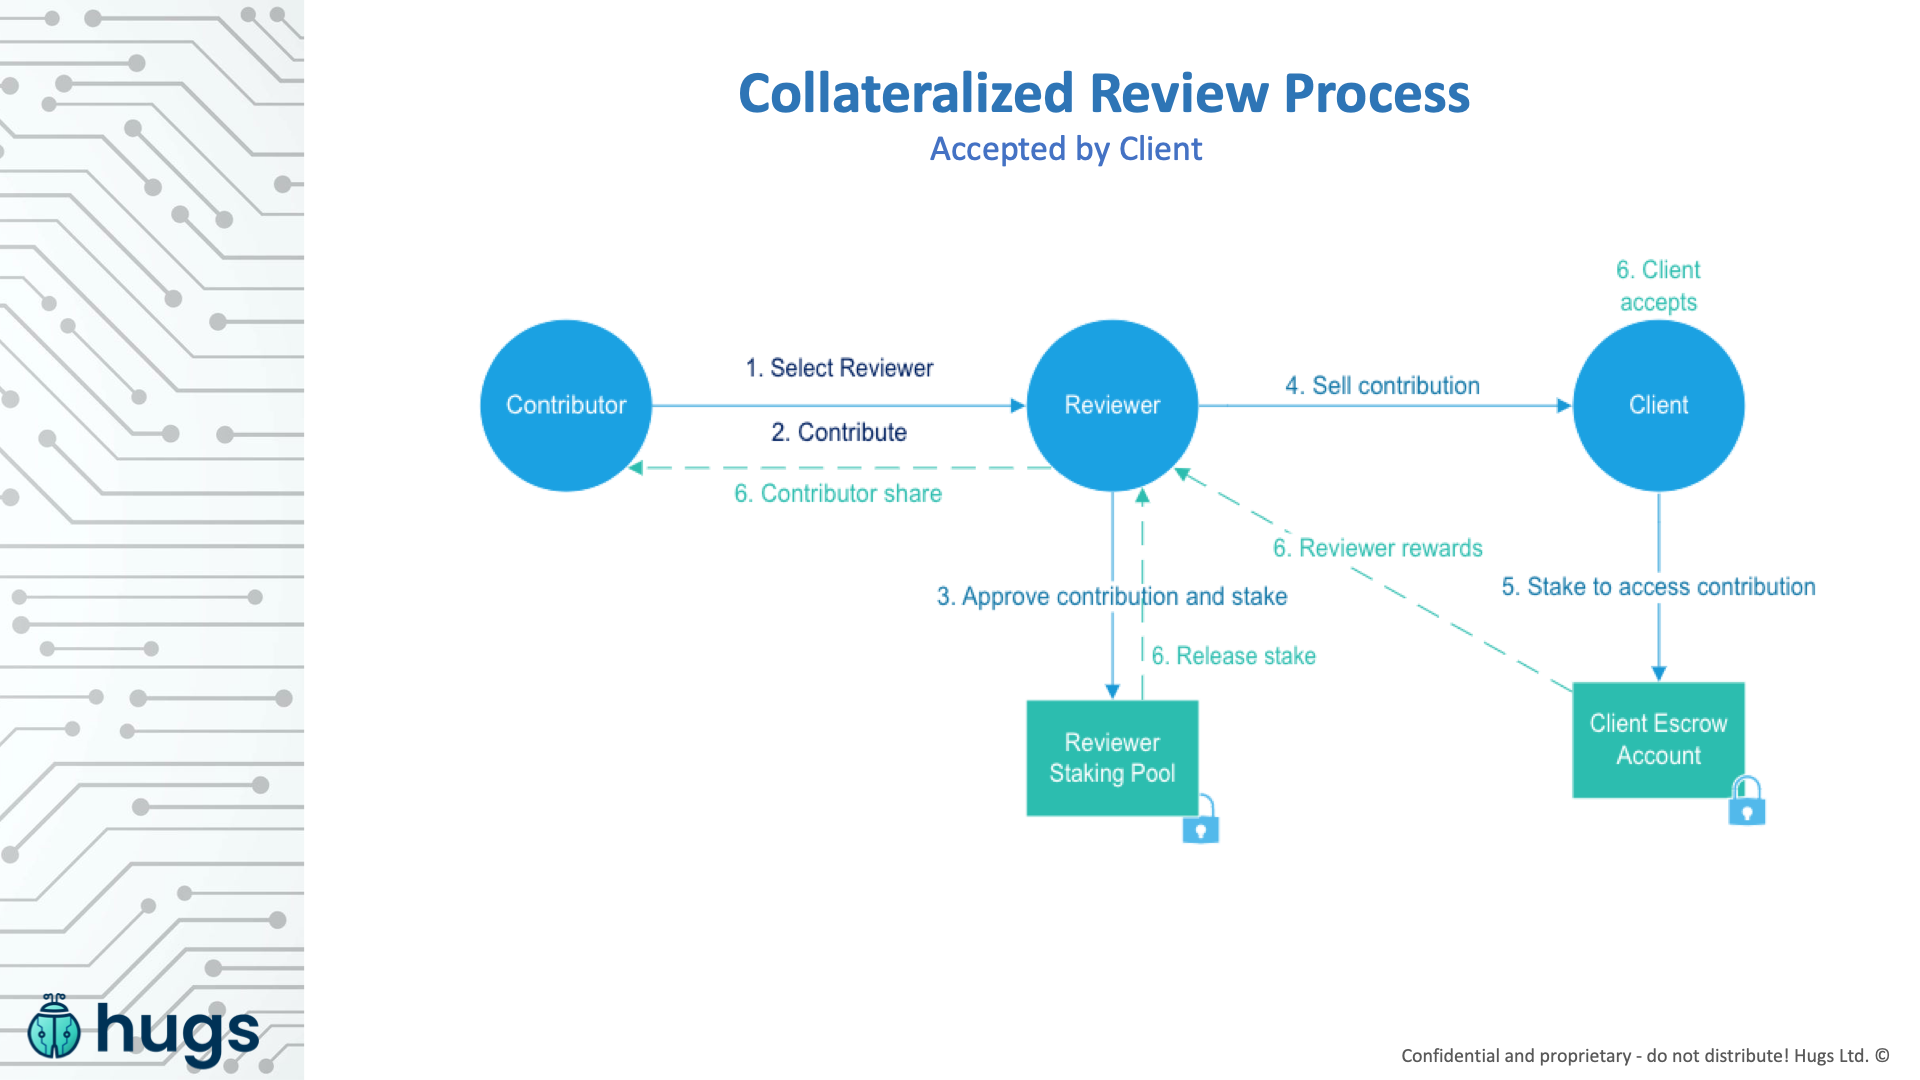 Collateralized Review Process
Accepted by Client
6. Client
accepts
1. Select Reviewer
4. Sell contribution
Contributor
Reviewer
Client
2. Contribute
6. Contributor share
6. Reviewer rewards
5. Stake to access contribution
3. Approve contribution and stake
6. Release stake
Client Escrow
Account
Reviewer
Staking Pool
hugs
Confidential and proprietary - do not distribute! Hugs Ltd. ©